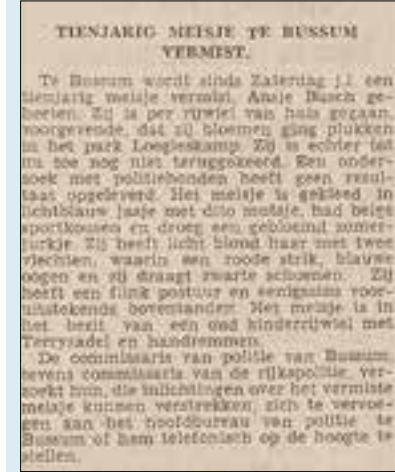 TIENJARIG MEISJE TE BUSSUM
VERMIST.
Te Bussum wordt sinds Zaterdag j.l. een
tienjarig meisje vermist, Ansje Busch ge-
heeten. Zij is per rijwiel van huis gegaan,
voorgevende, dat zij bloemen ging plukken
in het park Loegieskamp. Zij is echter tot
nu toe nog niet teruggekeerd. Een onder-
zoek met politiehonden heeft geen resul-
taat opgeleverd. Het meisje is gekleed in
lichtblauw jasje met dito mutsje, had beige
sportkousen en droeg een gebloemd zomer-
jurkje. Zij heeft licht blond haar met twee
vlechten, waarin een roode strik, blauwe
oogen en zij draagt zwarte schoenen. Zij
heeft een flink postuur en eenigszins voor-
uitstekende boventanden. Het meisje is in
het bezit van een oud kinderrijwiel met
Terryzadel en handremmen.
De commissaris van politie van Bussum,
tevens commissaris van de rijkspolitie, ver-
zoekt hun, die inlichtingen over het vermiste
meisje kunnen verstrekken, zich te vervoe-
gen aan het hoofdbureau van politie te
Bussum of hem telefonisch op de hoogte te
stellen.